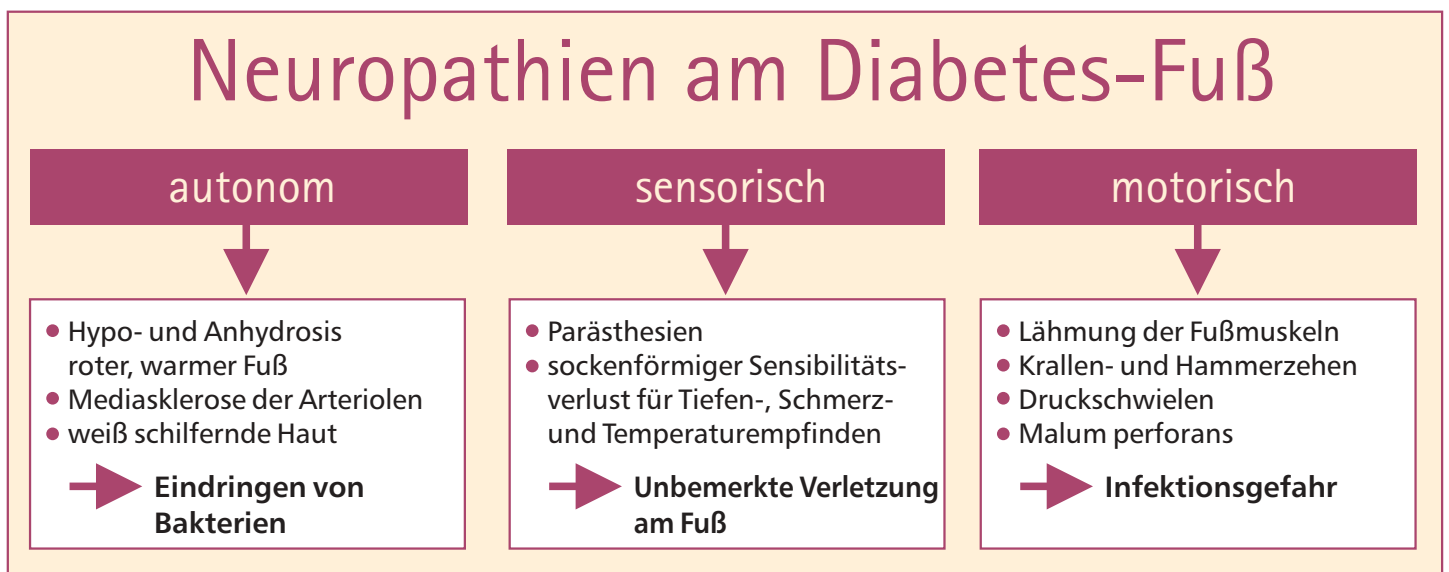 Neuropathien am Diabetes-Fuß
autonom
• Hypo- und Anhydrosis
roter, warmer Fuß
• Mediasklerose der Arteriolen
• weiß schilfernde Haut
Eindringen von
Bakterien
sensorisch
• Parästhesien
• sockenförmiger Sensibilitäts-
verlust für Tiefen-, Schmerz-
und Temperaturempfinden
Unbemerkte Verletzung
am Fuß
motorisch
• Lähmung der Fußmuskeln
• Krallen- und Hammerzehen
• Druckschwielen
• Malum perforans
Infektionsgefahr